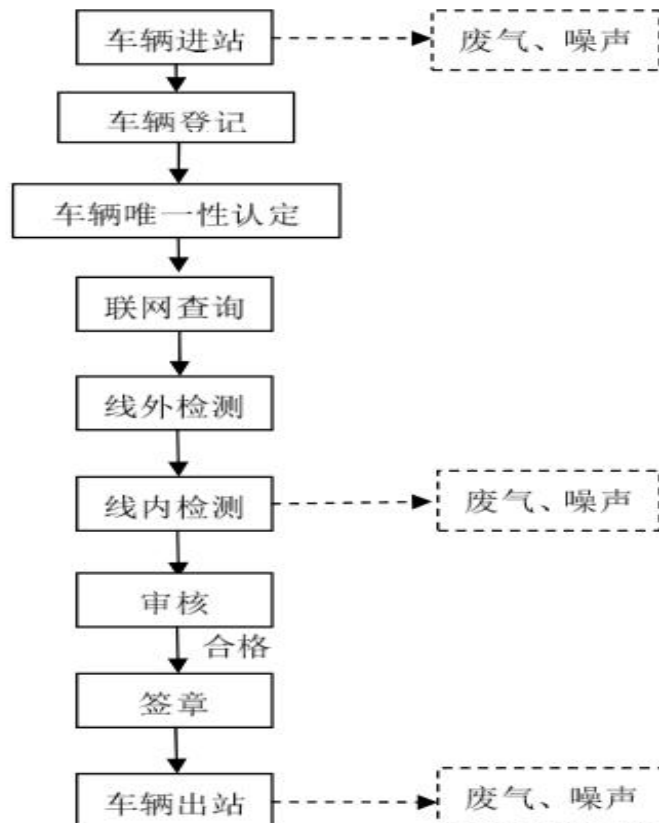 车辆进站
废气、噪声
车辆登记
车辆唯一性认定
联网查询
线外检测
线内检测
废气、噪声
审核
合格
签章
车辆出站
废气、噪声